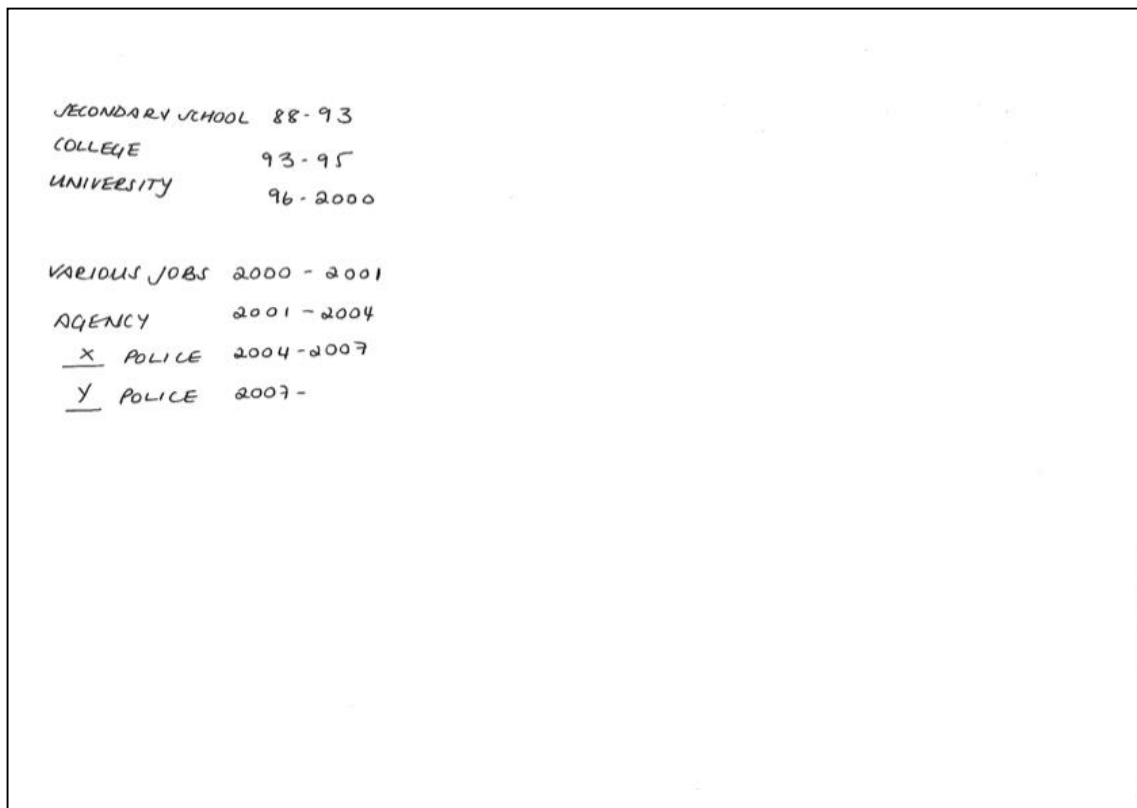 SECONDARY SCHOOL 88-93
COLLEGE 93-95
UNIVERSITY 96-2000
VARIOUS JOBS 2000-2001
AGENCY 2001-2004
X POLICE 2004-2007
Y POLICE 2007-